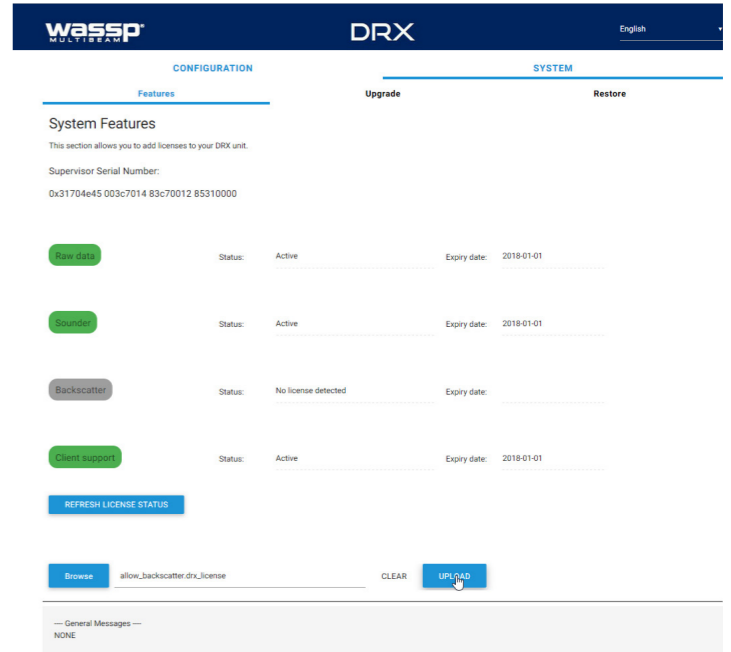 wassp
MULTIBEAM
DRX
English
CONFIGURATION SYSTEM
Features Upgrade Restore
System Features
This section allows you to add licenses to your DRX unit.
Supervisor Serial Number:
0x31704e45 003c7014 83c70012 85310000
Raw data Status: Active Expiry date: 2018-01-01
Sounder Status: Active Expiry date: 2018-01-01
Backscatter Status: No license detected Expiry date:
Client support Status: Active Expiry date: 2018-01-01
REFRESH LICENSE STATUS
Browse allow_backscatter.drx_license CLEAR UPLOAD
--- General Messages ---
NONE